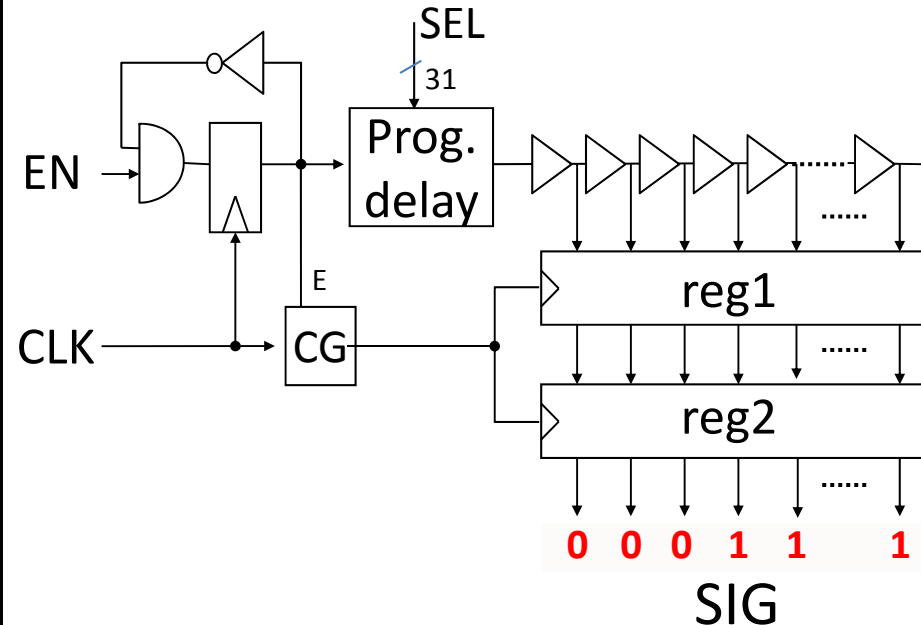 SEL
31
Prog.
delay
EN
......
......
reg1
E
CLK
CG
......
reg2
......
0 0 0 1 1 1
SIG